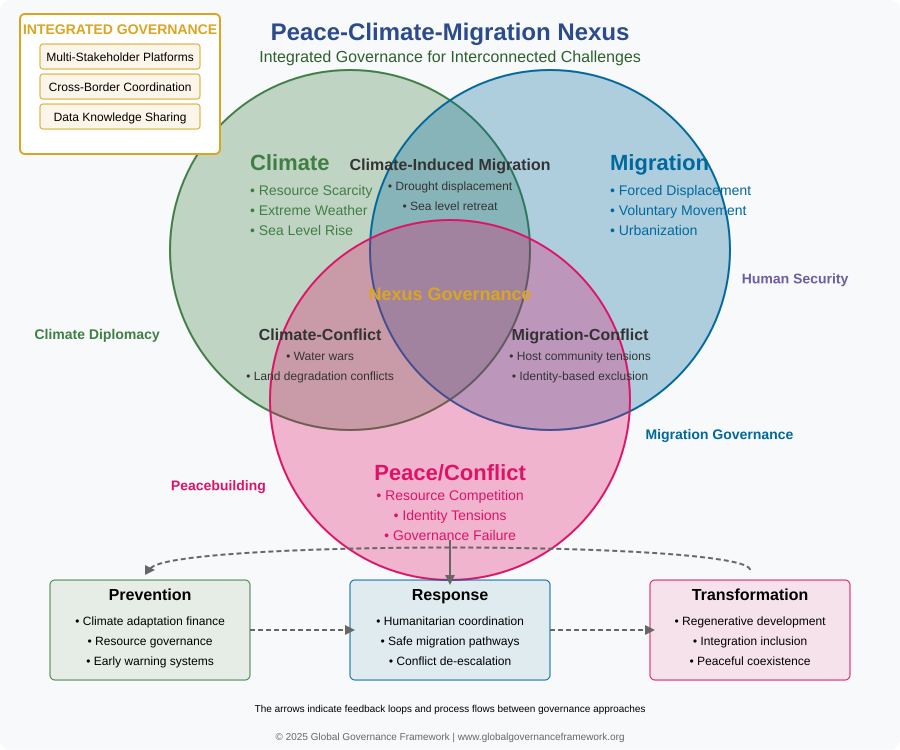 INTEGRATED GOVERNANCE
Multi-Stakeholder Platforms
Cross-Border Coordination
Data Knowledge Sharing
Peace-Climate-Migration Nexus
Integrated Governance for Interconnected Challenges
Climate
• Resource Scarcity
• Extreme Weather
• Sea Level Rise
Climate-Induced Migration
• Drought displacement
• Sea level retreat
Migration
• Forced Displacement
• Voluntary Movement
• Urbanization
Human Security
Nexus Governance
Climate Diplomacy
Climate-Conflict
• Water wars
• Land degradation conflicts
Migration-Conflict
• Host community tensions
• Identity-based exclusion
Migration Governance
Peacebuilding
Peace/Conflict
• Resource Competition
• Identity Tensions
• Governance Failure
Prevention
• Climate adaptation finance
• Resource governance
• Early warning systems
Response
• Humanitarian coordination
• Safe migration pathways
• Conflict de-escalation
Transformation
• Regenerative development
• Integration inclusion
• Peaceful coexistence
The arrows indicate feedback loops and process flows between governance approaches
© 2025 Global Governance Framework | www.globalgovernanceframework.org